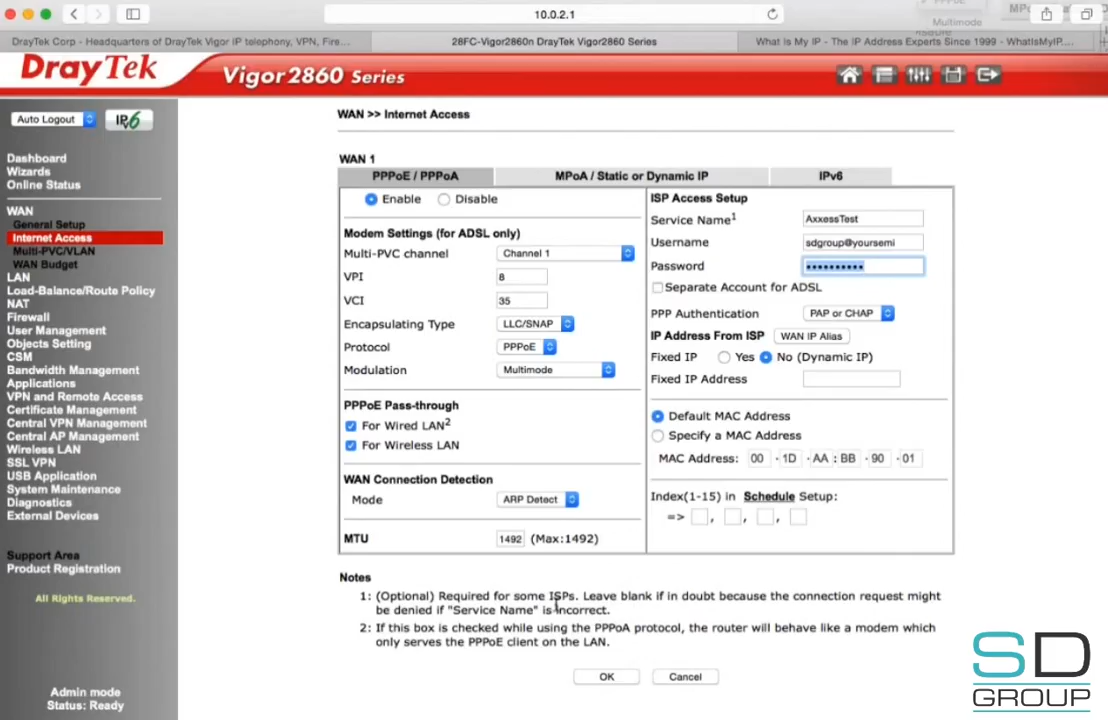 10.0.2.1
Multimode
DrayTek Corp - Headquarters of DrayTek Vigor IP telephony, VPN, Fire...
28FC-Vigor2860n DrayTek Vigor2860 Series
What Is My IP - The IP Address Experts Since 1999 - WhatIsMyIP....
DrayTek
Vigor2860 Series
Auto Logout
IPv6
Dashboard
Wizards
Online Status
WAN
General Setup
Internet Access
Multi-PVC/VLAN
WAN Budget
LAN
Load-Balance/Route Policy
NAT
Firewall
User Management
Objects Setting
CSM
Bandwidth Management
Applications
VPN and Remote Access
Certificate Management
Central VPN Management
Central AP Management
Wireless LAN
SSL VPN
USB Application
System Maintenance
Diagnostics
External Devices
Support Area
Product Registration
All Rights Reserved.
Admin mode
Status: Ready
WAN >> Internet Access
WAN 1
PPPoE / PPPoA
MPoA / Static or Dynamic IP
IPv6
Enable Disable
Modem Settings (for ADSL only)
Multi-PVC channel Channel 1
VPI 8
VCI 35
Encapsulating Type LLC/SNAP
Protocol PPPoE
Modulation Multimode
PPPoE Pass-through
For Wired LAN2
For Wireless LAN
WAN Connection Detection
Mode ARP Detect
MTU 1492 (Max:1492)
ISP Access Setup
Service Name1 AxxessTest
Username sdgroup@yoursemi
Password ••••••••••
Separate Account for ADSL
PPP Authentication PAP or CHAP
IP Address From ISP WAN IP Alias
Fixed IP Yes No (Dynamic IP)
Fixed IP Address
Default MAC Address
Specify a MAC Address
MAC Address: 00 · 1D · AA : BB · 90 · 01
Index(1-15) in Schedule Setup:
=> , , ,
Notes
1: (Optional) Required for some ISPs. Leave blank if in doubt because the connection request might
be denied if "Service Name" is incorrect.
2: If this box is checked while using the PPPoA protocol, the router will behave like a modem which
only serves the PPPoE client on the LAN.
OK Cancel
SD
GROUP